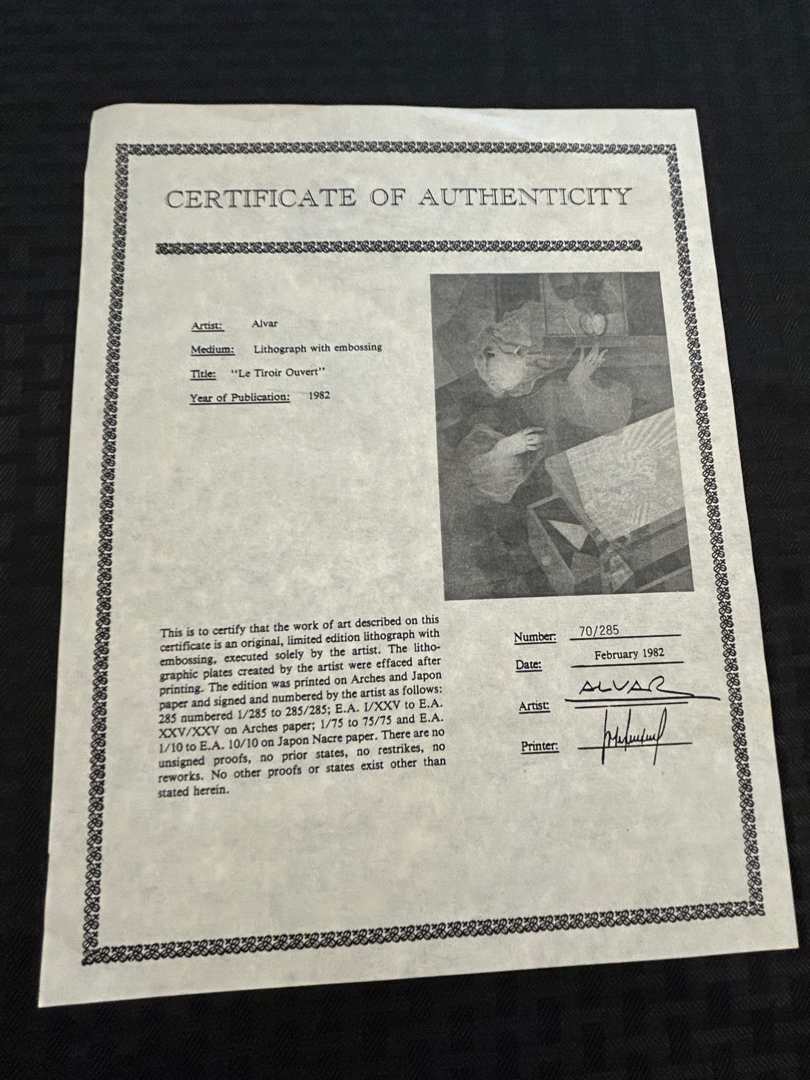 CERTIFICATE OF AUTHENTICITY
Artist: Alvar
Medium: Lithograph with embossing
Title: "Le Tiroir Ouvert"
Year of Publication: 1982
This is to certify that the work of art described on this
certificate is an original, limited edition lithograph with
embossing, executed solely by the artist. The litho-
graphic plates created by the artist were effaced after
printing. The edition was printed on Arches and Japon
paper and signed and numbered by the artist as follows:
285 numbered 1/285 to 285/285; E.A. I/XXV to E.A.
XXV/XXV on Arches paper; 1/75 to 75/75 and E.A.
1/10 to E.A. 10/10 on Japon Nacre paper. There are no
unsigned proofs, no prior states, no restrikes, no
reworks. No other proofs or states exist other than
stated herein.
Number: 70/285
Date: February 1982
Artist: ALVAR
Printer: